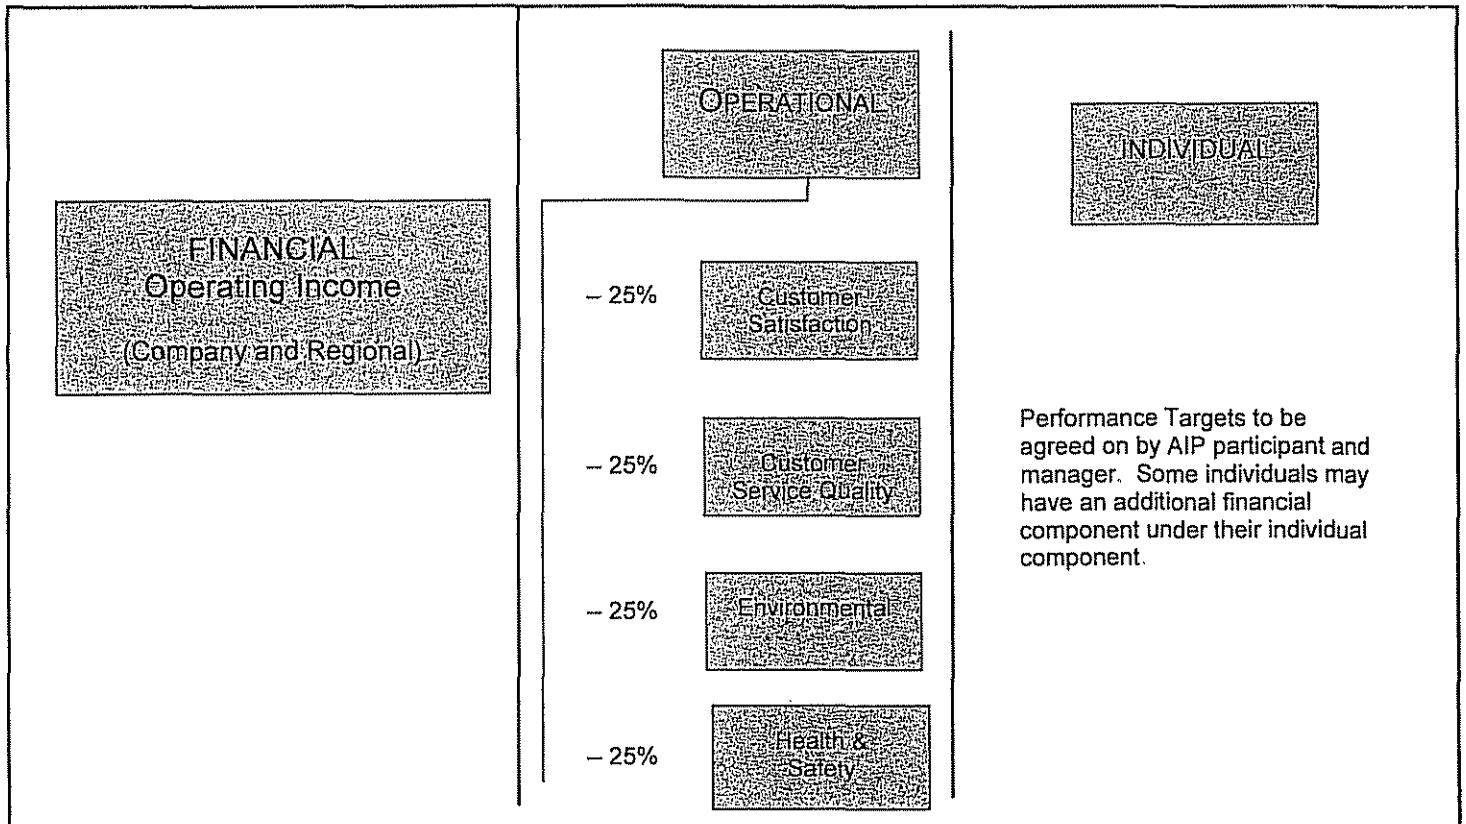 FINANCIAL
Operating Income
(Company and Regional)
OPERATIONAL
– 25%
Customer
Satisfaction
– 25%
Customer
Service Quality
– 25%
Environmental
– 25%
Health &
Safety
INDIVIDUAL
Performance Targets to be
agreed on by AIP participant and
manager. Some individuals may
have an additional financial
component under their individual
component.